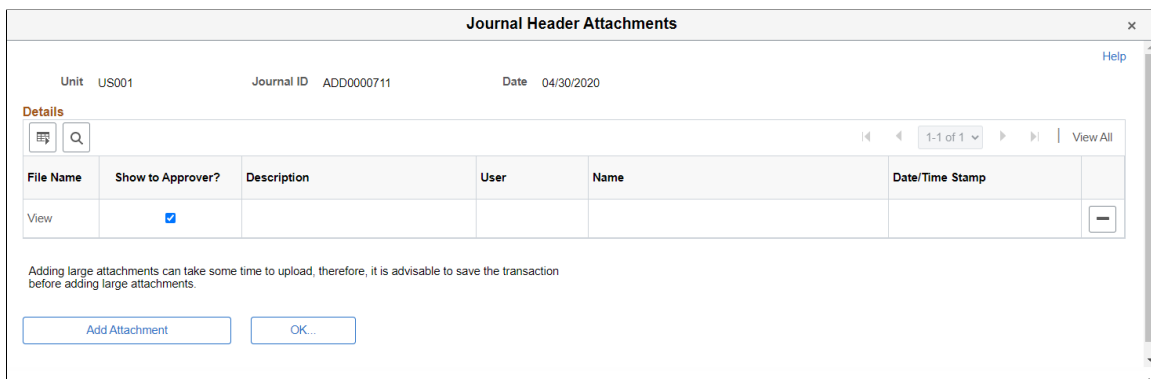 Journal Header Attachments
×
Help
Unit US001 Journal ID ADD0000711 Date 04/30/2020
Details
1-1 of 1 View All
File Name Show to Approver? Description User Name Date/Time Stamp
View
Adding large attachments can take some time to upload, therefore, it is advisable to save the transaction
before adding large attachments.
Add Attachment OK...